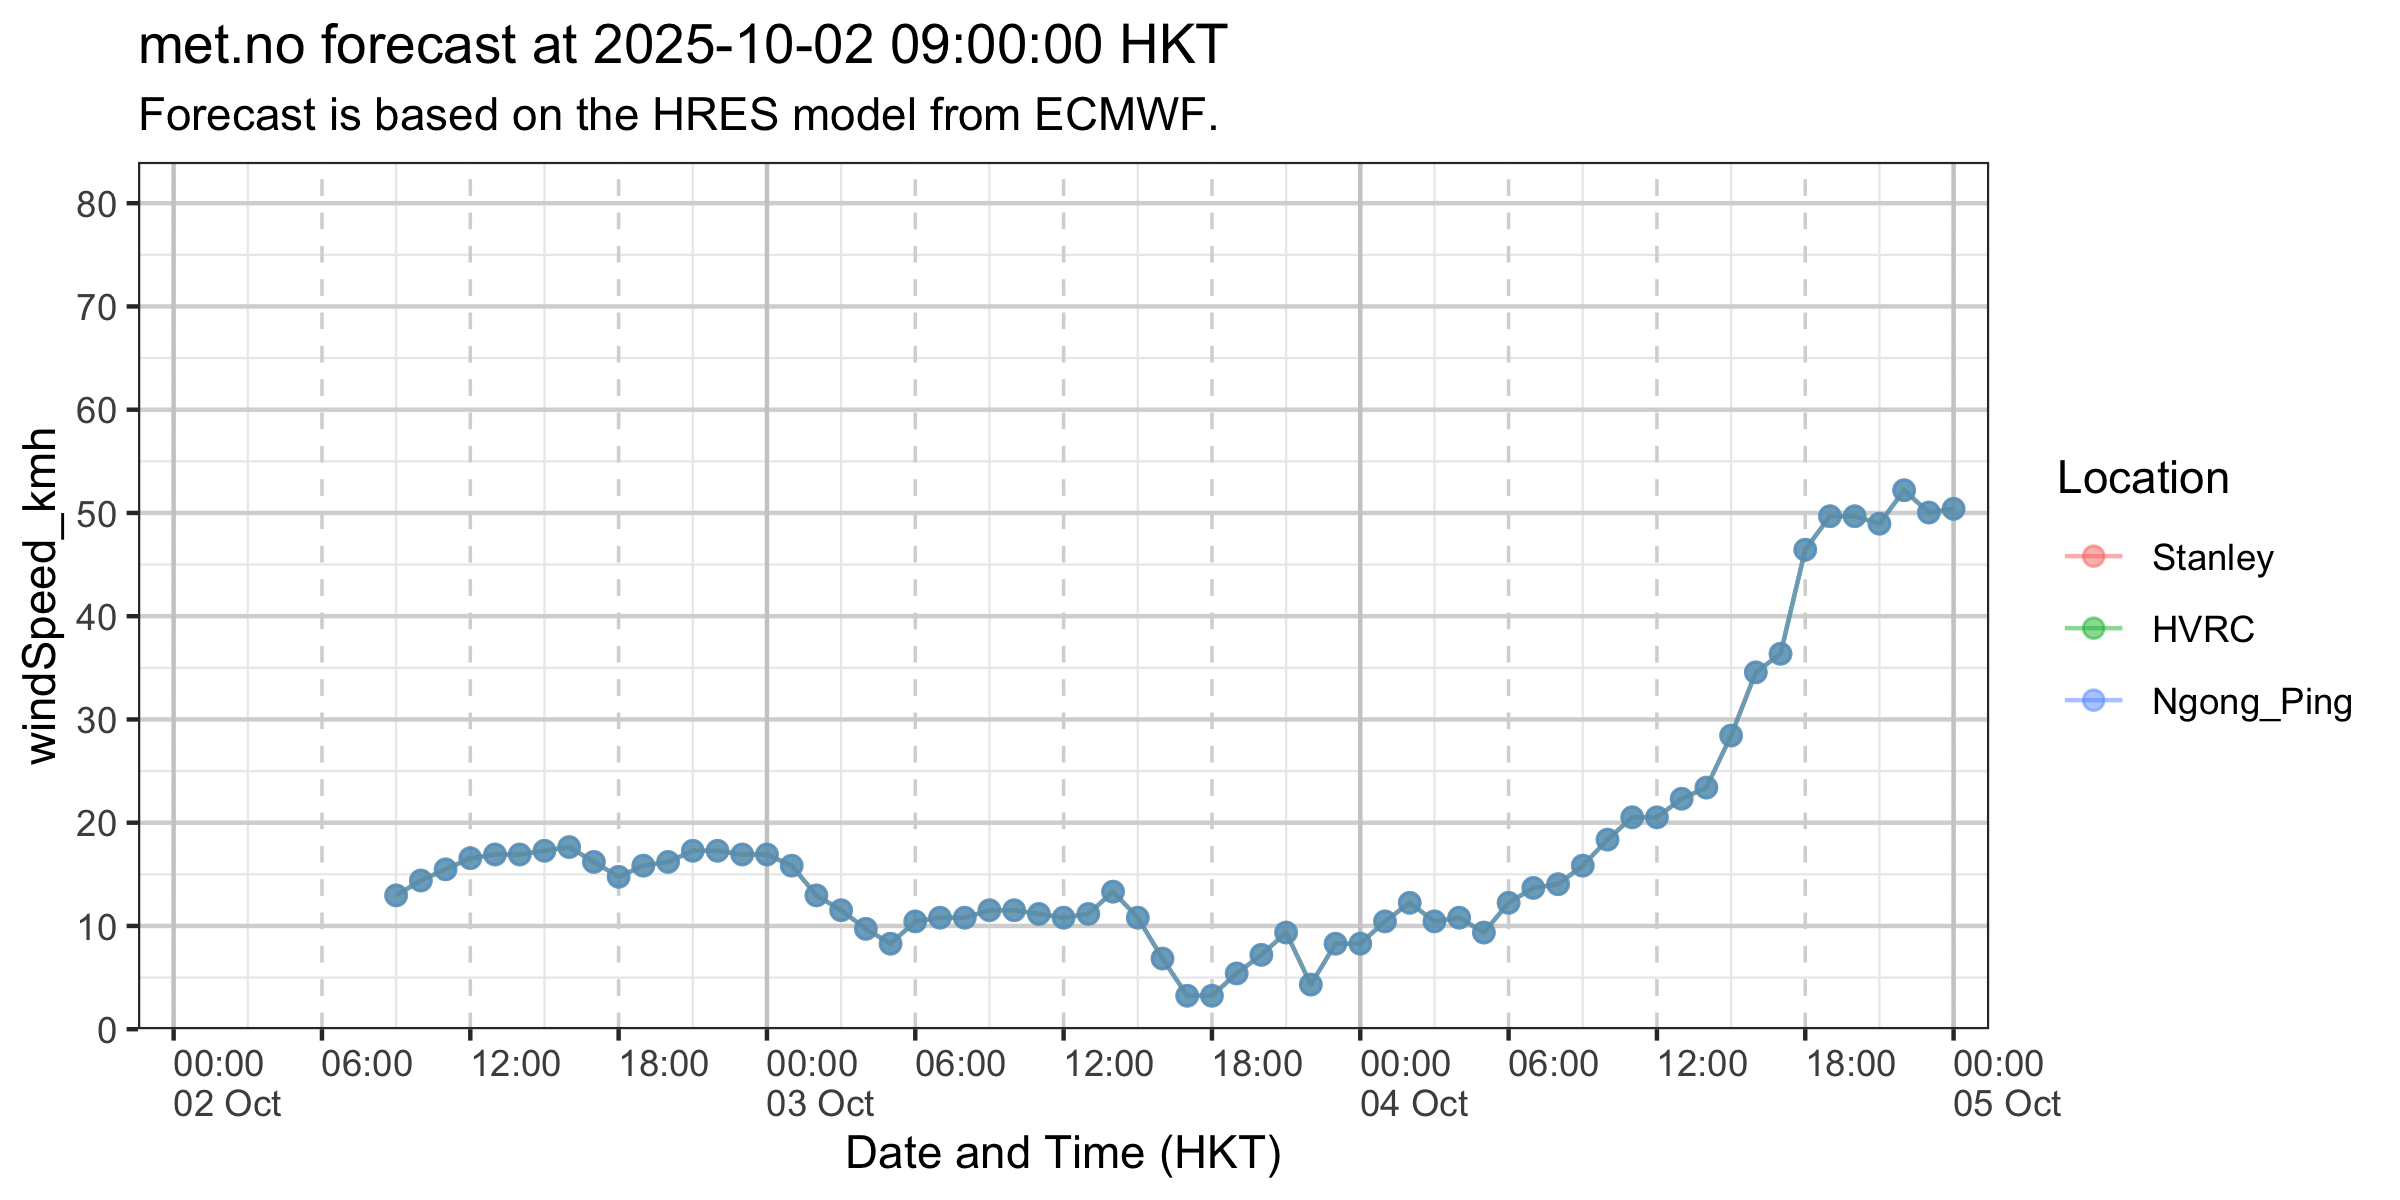 met.no forecast at 2025-10-02 09:00:00 HKT
Forecast is based on the HRES model from ECMWF.
windSpeed_kmh
80
70
60
50
40
30
20
10
0
00:00 06:00 12:00 18:00 00:00 06:00 12:00 18:00 00:00 06:00 12:00 18:00 00:00
02 Oct 03 Oct 04 Oct 05 Oct
Date and Time (HKT)
Location
Stanley
HVRC
Ngong_Ping